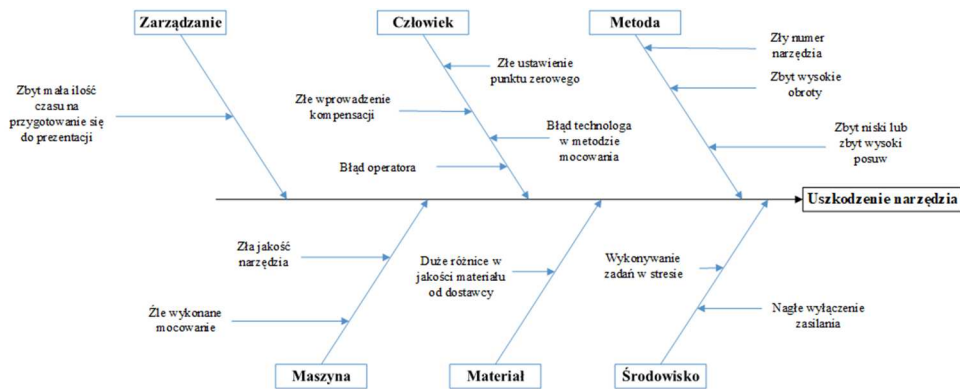 Zarządzanie
Człowiek
Metoda
Zbyt mała ilość
czasu na
przygotowanie się
do prezentacji
Złe ustawienie
punktu zerowego
Złe wprowadzenie
kompensacji
Błąd technologa
w metodzie
mocowania
Błąd operatora
Zły numer
narzędzia
Zbyt wysokie
obroty
Zbyt niski lub
zbyt wysoki
posuw
Uszkodzenie narzędzia
Zła jakość
narzędzia
Źle wykonane
mocowanie
Duże różnice w
jakości materiału
od dostawcy
Wykonywanie
zadań w stresie
Nagłe wyłączenie
zasilania
Maszyna
Materiał
Środowisko